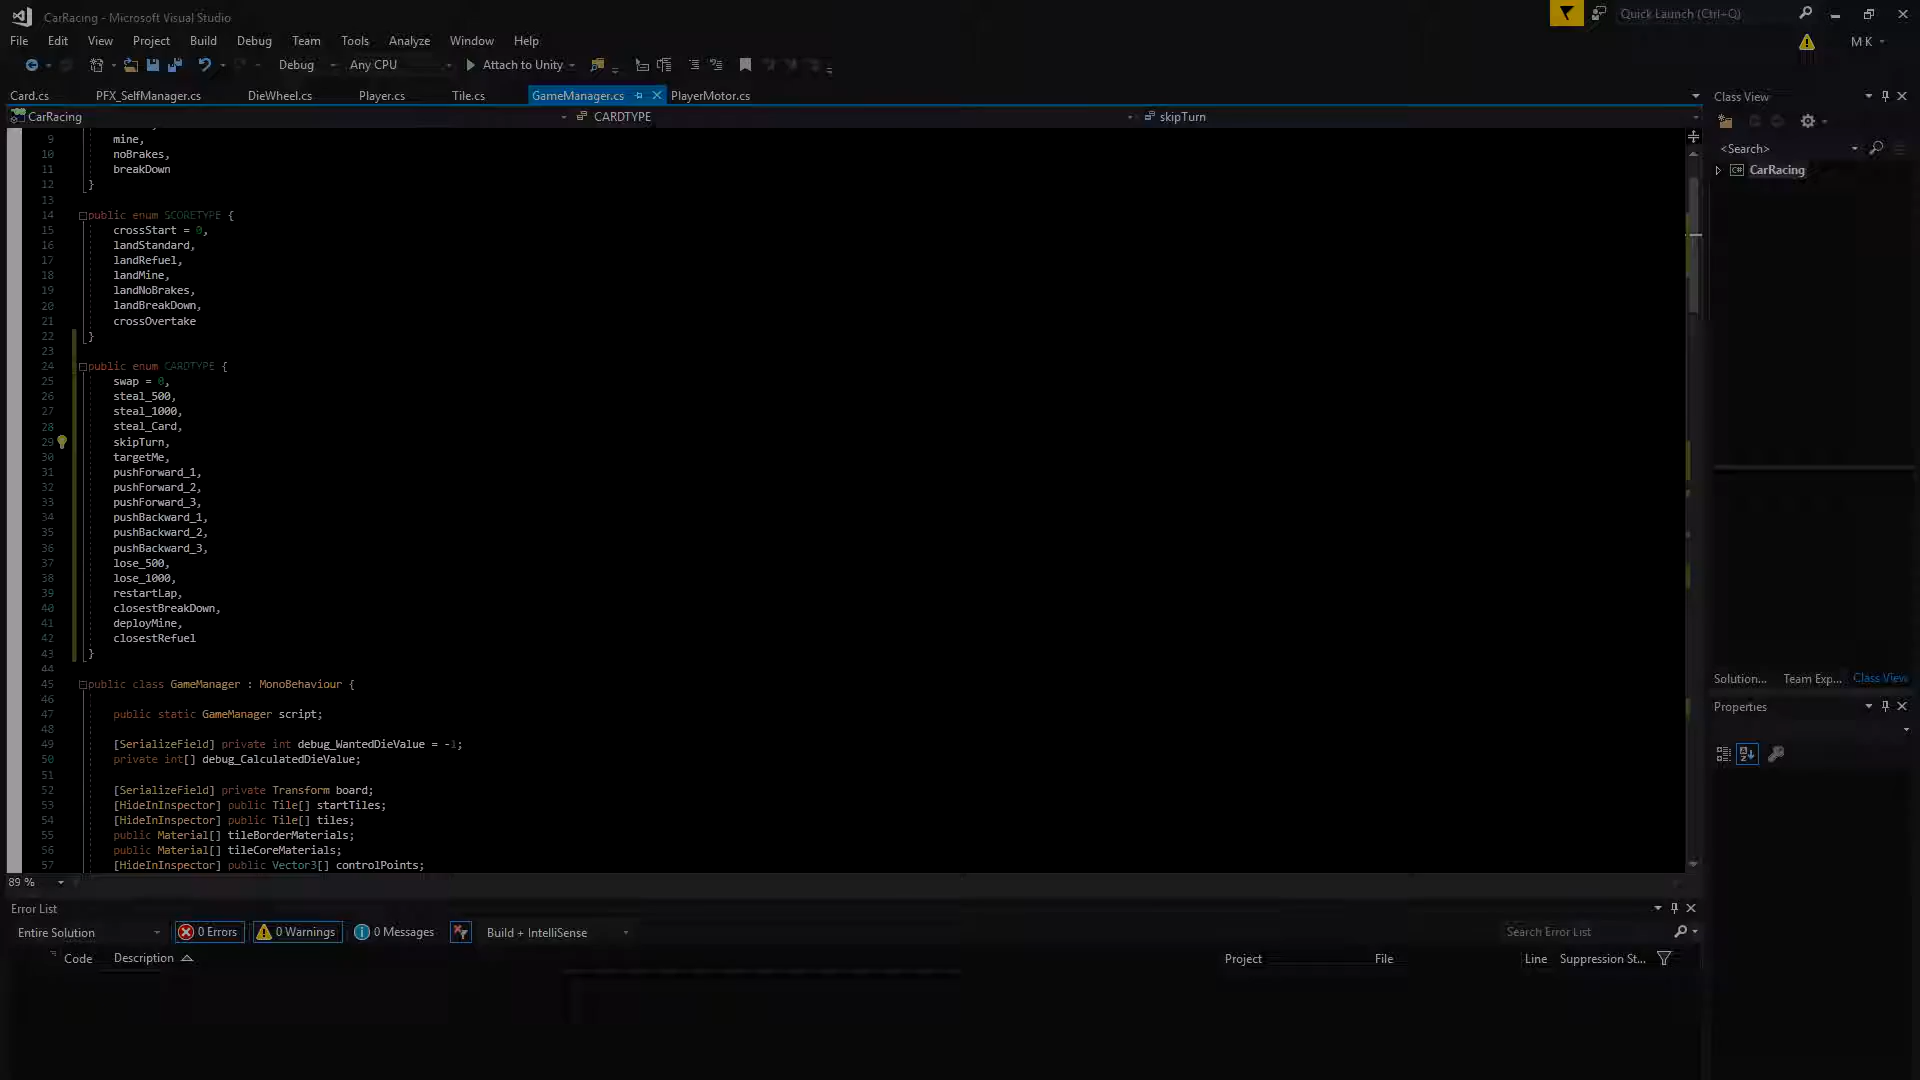 CarRacing - Microsoft Visual Studio
Quick Launch (Ctrl+Q)
File Edit View Project Build Debug Team Tools Analyze Window Help
M K
Debug Any CPU Attach to Unity
Card.cs PFX_SelfManager.cs DieWheel.cs Player.cs Tile.cs GameManager.cs PlayerMotor.cs
Class View
CarRacing CARDTYPE skipTurn
<Search>
CarRacing
9 mine,
10 noBrakes,
11 breakDown
12 }
13
14 public enum SCORETYPE {
15 crossStart = 0,
16 landStandard,
17 landRefuel,
18 landMine,
19 landNoBrakes,
20 landBreakDown,
21 crossOvertake
22 }
23
24 public enum CARDTYPE {
25 swap = 0,
26 steal_500,
27 steal_1000,
28 steal_Card,
29 skipTurn,
30 targetMe,
31 pushForward_1,
32 pushForward_2,
33 pushForward_3,
34 pushBackward_1,
35 pushBackward_2,
36 pushBackward_3,
37 lose_500,
38 lose_1000,
39 restartLap,
40 closestBreakDown,
41 deployMine,
42 closestRefuel
43 }
44
45 public class GameManager : MonoBehaviour {
46
47 public static GameManager script;
48
49 [SerializeField] private int debug_WantedDieValue = -1;
50 private int[] debug_CalculatedDieValue;
51
52 [SerializeField] private Transform board;
53 [HideInInspector] public Tile[] startTiles;
54 [HideInInspector] public Tile[] tiles;
55 public Material[] tileBorderMaterials;
56 public Material[] tileCoreMaterials;
57 [HideInInspector] public Vector3[] controlPoints;
89 %
Solution... Team Exp... Class View
Properties
Error List
Entire Solution 0 Errors 0 Warnings 0 Messages Build + IntelliSense
Search Error List
Code Description Project File Line Suppression St...